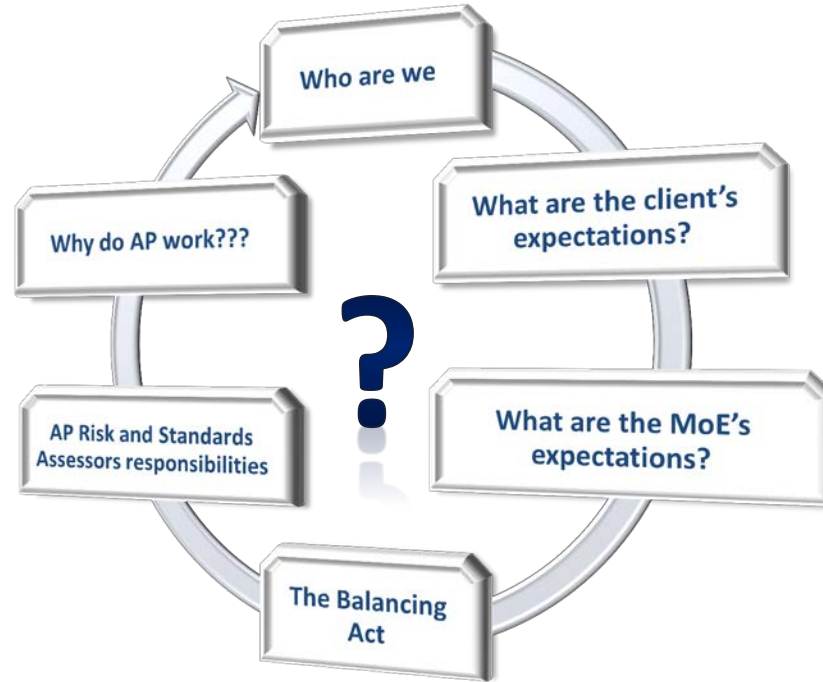 Who are we
What are the client's
expectations?
What are the MoE's
expectations?
The Balancing
Act
AP Risk and Standards
Assessors responsibilities
Why do AP work???
?